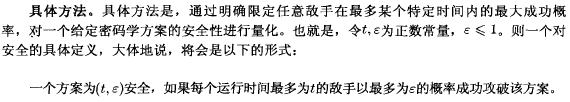 具体方法。具体方法是，通过明确限定任意敌手在最多某个特定时间内的最大成功概
率，对一个给定密码学方案的安全性进行量化。也就是，令t, ε为正数常量，ε ⩽ 1。则一个对
安全的具体定义，大体地说，将会是以下的形式：
一个方案为(t, ε)安全，如果每个运行时间最多为t的敌手以最多为ε的概率成功攻破该方案。